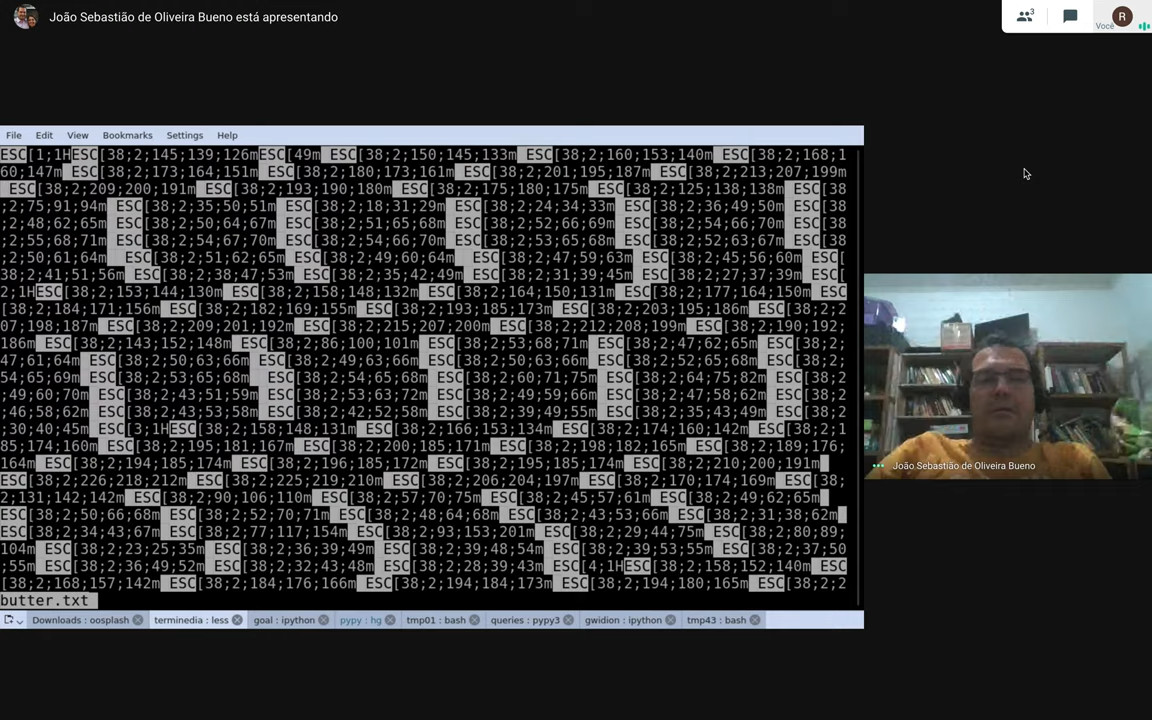 João Sebastião de Oliveira Bueno está apresentando
3
Você
R
File Edit View Bookmarks Settings Help
ESC[1;1HESC[38;2;145;139;126mESC[49m ESC[38;2;150;145;133m ESC[38;2;160;153;140m ESC[38;2;168;1
60;147m ESC[38;2;173;164;151m ESC[38;2;180;173;161m ESC[38;2;201;195;187m ESC[38;2;213;207;199m
ESC[38;2;209;200;191m ESC[38;2;193;190;180m ESC[38;2;175;180;175m ESC[38;2;125;138;138m ESC[38
;2;75;91;94m ESC[38;2;35;50;51m ESC[38;2;18;31;29m ESC[38;2;24;34;33m ESC[38;2;36;49;50m ESC[38
;2;48;62;65m ESC[38;2;50;64;67m ESC[38;2;51;65;68m ESC[38;2;52;66;69m ESC[38;2;54;66;70m ESC[38
;2;55;68;71m ESC[38;2;54;67;70m ESC[38;2;54;66;70m ESC[38;2;53;65;68m ESC[38;2;52;63;67m ESC[38
;2;50;61;64m ESC[38;2;51;62;65m ESC[38;2;49;60;64m ESC[38;2;47;59;63m ESC[38;2;45;56;60m ESC[
38;2;41;51;56m ESC[38;2;38;47;53m ESC[38;2;35;42;49m ESC[38;2;31;39;45m ESC[38;2;27;37;39m ESC[
2;1HESC[38;2;153;144;130m ESC[38;2;158;148;132m ESC[38;2;164;150;131m ESC[38;2;177;164;150m ESC
[38;2;184;171;156m ESC[38;2;182;169;155m ESC[38;2;193;185;173m ESC[38;2;203;195;186m ESC[38;2;2
07;198;187m ESC[38;2;209;201;192m ESC[38;2;215;207;200m ESC[38;2;212;208;199m ESC[38;2;190;192;
186m ESC[38;2;143;152;148m ESC[38;2;86;100;101m ESC[38;2;53;68;71m ESC[38;2;47;62;65m ESC[38;2;
47;61;64m ESC[38;2;50;63;66m ESC[38;2;49;63;66m ESC[38;2;50;63;66m ESC[38;2;52;65;68m ESC[38;2;
54;65;69m ESC[38;2;53;65;68m ESC[38;2;54;65;68m ESC[38;2;60;71;75m ESC[38;2;64;75;82m ESC[38;2;
49;60;70m ESC[38;2;43;51;59m ESC[38;2;53;63;72m ESC[38;2;49;59;66m ESC[38;2;47;58;62m ESC[38;2
;46;58;62m ESC[38;2;43;53;58m ESC[38;2;42;52;58m ESC[38;2;39;49;55m ESC[38;2;35;43;49m ESC[38;2
;30;40;45m ESC[3;1HESC[38;2;158;148;131m ESC[38;2;166;153;134m ESC[38;2;174;160;142m ESC[38;2;1
85;174;160m ESC[38;2;195;181;167m ESC[38;2;200;185;171m ESC[38;2;198;182;165m ESC[38;2;189;176;
164m ESC[38;2;194;185;174m ESC[38;2;196;185;172m ESC[38;2;195;185;174m ESC[38;2;210;200;191m
ESC[38;2;226;218;212m ESC[38;2;225;217;210m ESC[38;2;206;204;197m ESC[38;2;170;174;169m ESC[38;
2;131;142;142m ESC[38;2;90;106;110m ESC[38;2;57;70;75m ESC[38;2;45;57;61m ESC[38;2;49;62;65m
ESC[38;2;50;66;68m ESC[38;2;52;70;71m ESC[38;2;48;64;68m ESC[38;2;43;53;66m ESC[38;2;31;38;62m
ESC[38;2;34;43;67m ESC[38;2;77;117;154m ESC[38;2;93;153;201m ESC[38;2;29;44;75m ESC[38;2;80;89;
104m ESC[38;2;23;25;35m ESC[38;2;36;39;49m ESC[38;2;39;48;54m ESC[38;2;39;53;55m ESC[38;2;37;50
;55m ESC[38;2;36;49;52m ESC[38;2;32;43;48m ESC[38;2;28;39;43m ESC[4;1HESC[38;2;158;152;140m ESC
[38;2;168;157;142m ESC[38;2;184;176;166m ESC[38;2;194;184;173m ESC[38;2;194;180;165m ESC[38;2;2
butter.txt
Downloads : oosplash terminedia : less goal : ipython pypy : hg tmp01 : bash queries : pypy3 gwidion : ipython tmp43 : bash
João Sebastião de Oliveira Bueno